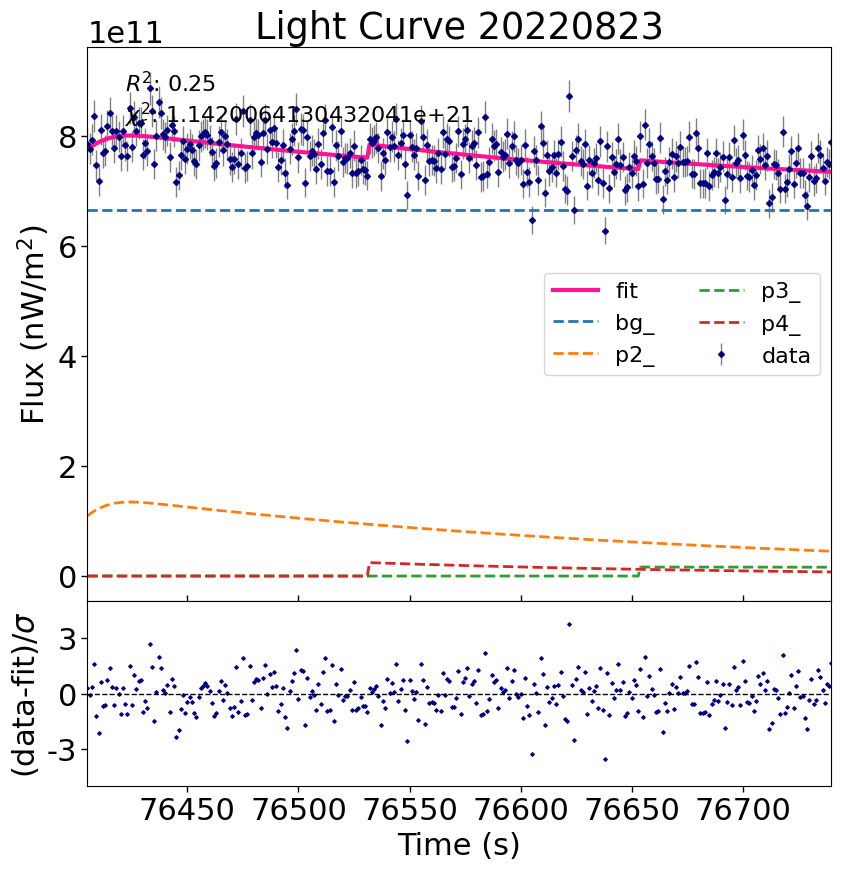 Light Curve 20220823
1e11
R²: 0.25
χ²: 1.1420064130432041e+21
8
6
4
2
0
Flux (nW/m²)
fit
bg_
p2_
p3_
p4_
data
3
0
-3
(data-fit)/σ
76450 76500 76550 76600 76650 76700
Time (s)